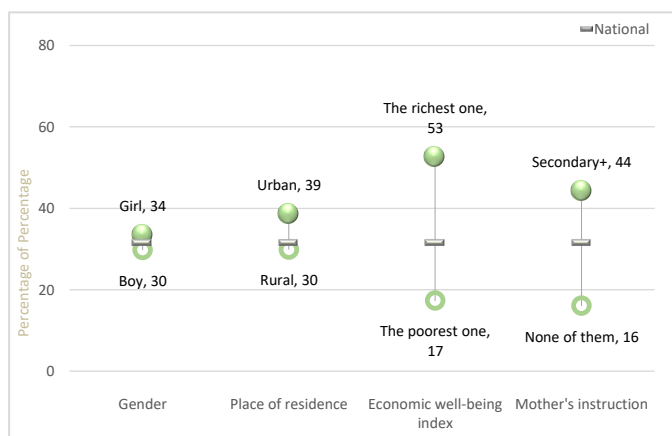 National
80
60
40
20
0
Percentage of Percentage
The richest one,
53
Secondary+, 44
Urban, 39
Girl, 34
Boy, 30
Rural, 30
The poorest one,
17
None of them, 16
Gender
Place of residence
Economic well-being
index
Mother's instruction